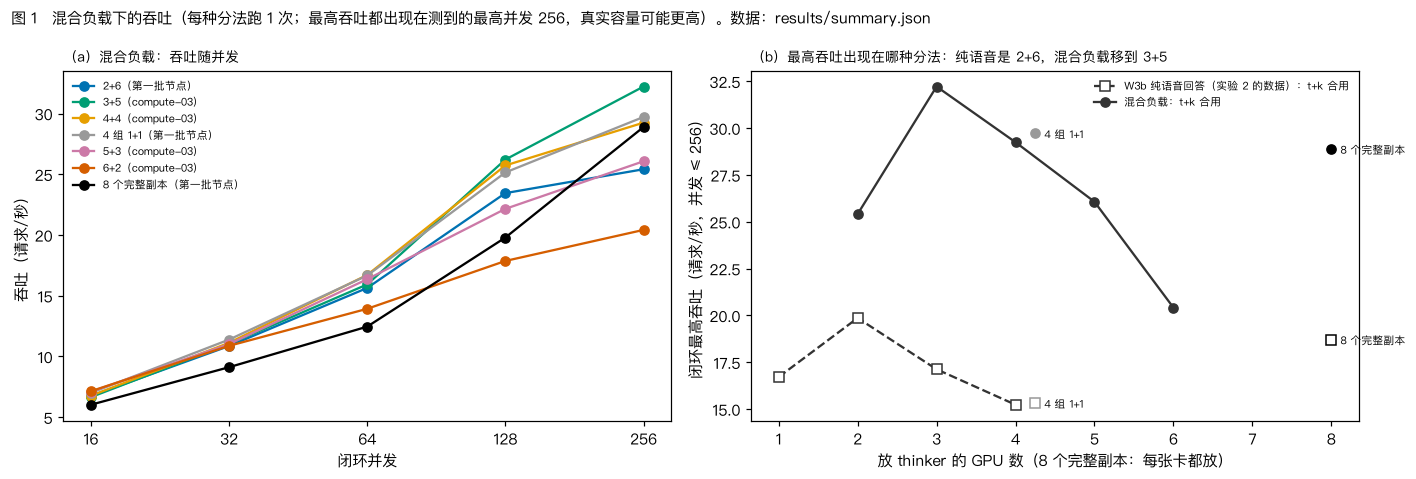 图 1　混合负载下的吞吐（每种分法跑 1 次；最高吞吐都出现在测到的最高并发 256，真实容量可能更高）。数据：results/summary.json
（a）混合负载：吞吐随并发
2+6（第一批节点）
3+5（compute-03）
4+4（compute-03）
4 组 1+1（第一批节点）
5+3（compute-03）
6+2（compute-03）
8 个完整副本（第一批节点）
吞吐（请求/秒）
30
25
20
15
10
5
16 32 64 128 256
闭环并发
（b）最高吞吐出现在哪种分法：纯语音是 2+6，混合负载移到 3+5
W3b 纯语音回答（实验 2 的数据）：t+k 合用
混合负载：t+k 合用
闭环最高吞吐（请求/秒，并发 ≤ 256）
32.5
30.0
27.5
25.0
22.5
20.0
17.5
15.0
4 组 1+1
8 个完整副本
8 个完整副本
4 组 1+1
1 2 3 4 5 6 7 8
放 thinker 的 GPU 数（8 个完整副本：每张卡都放）